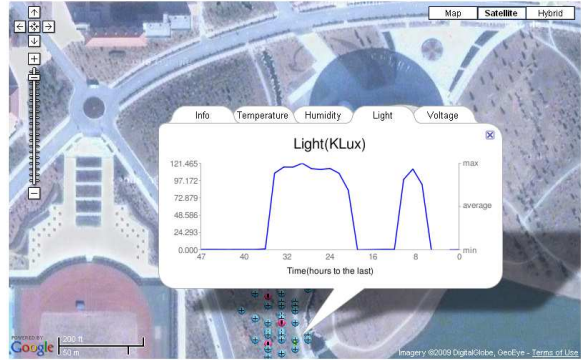 Map Satellite Hybrid
Info Temperature Humidity Light Voltage
Light(KLux)
121.465
97.172
72.879
48.586
24.293
0.000
max
average
min
47 40 32 24 16 8 0
Time(hours to the last)
POWERED BY
Google
200 ft
50 m
Imagery ©2009 DigitalGlobe, GeoEye - Terms of Use